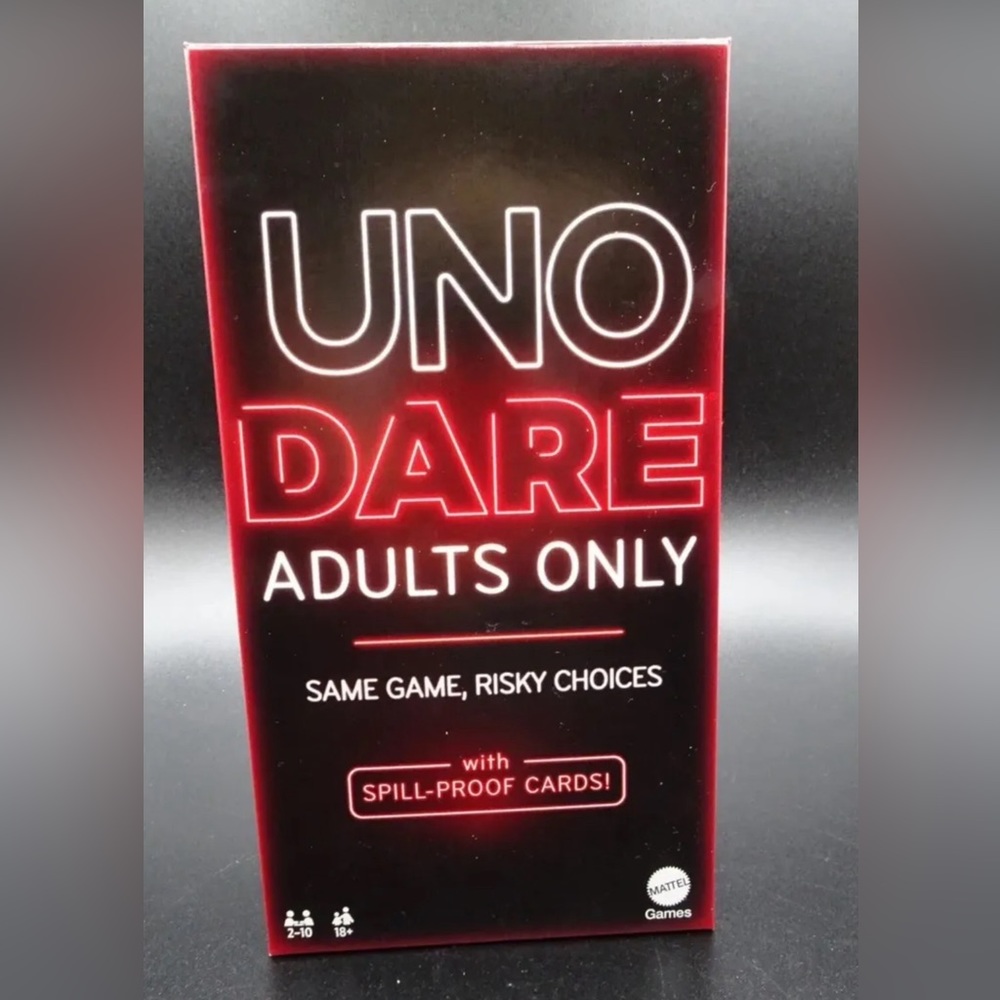 UNO
DARE
ADULTS ONLY
SAME GAME, RISKY CHOICES
with
SPILL-PROOF CARDS!
MATTEL
Games
2-10 18+